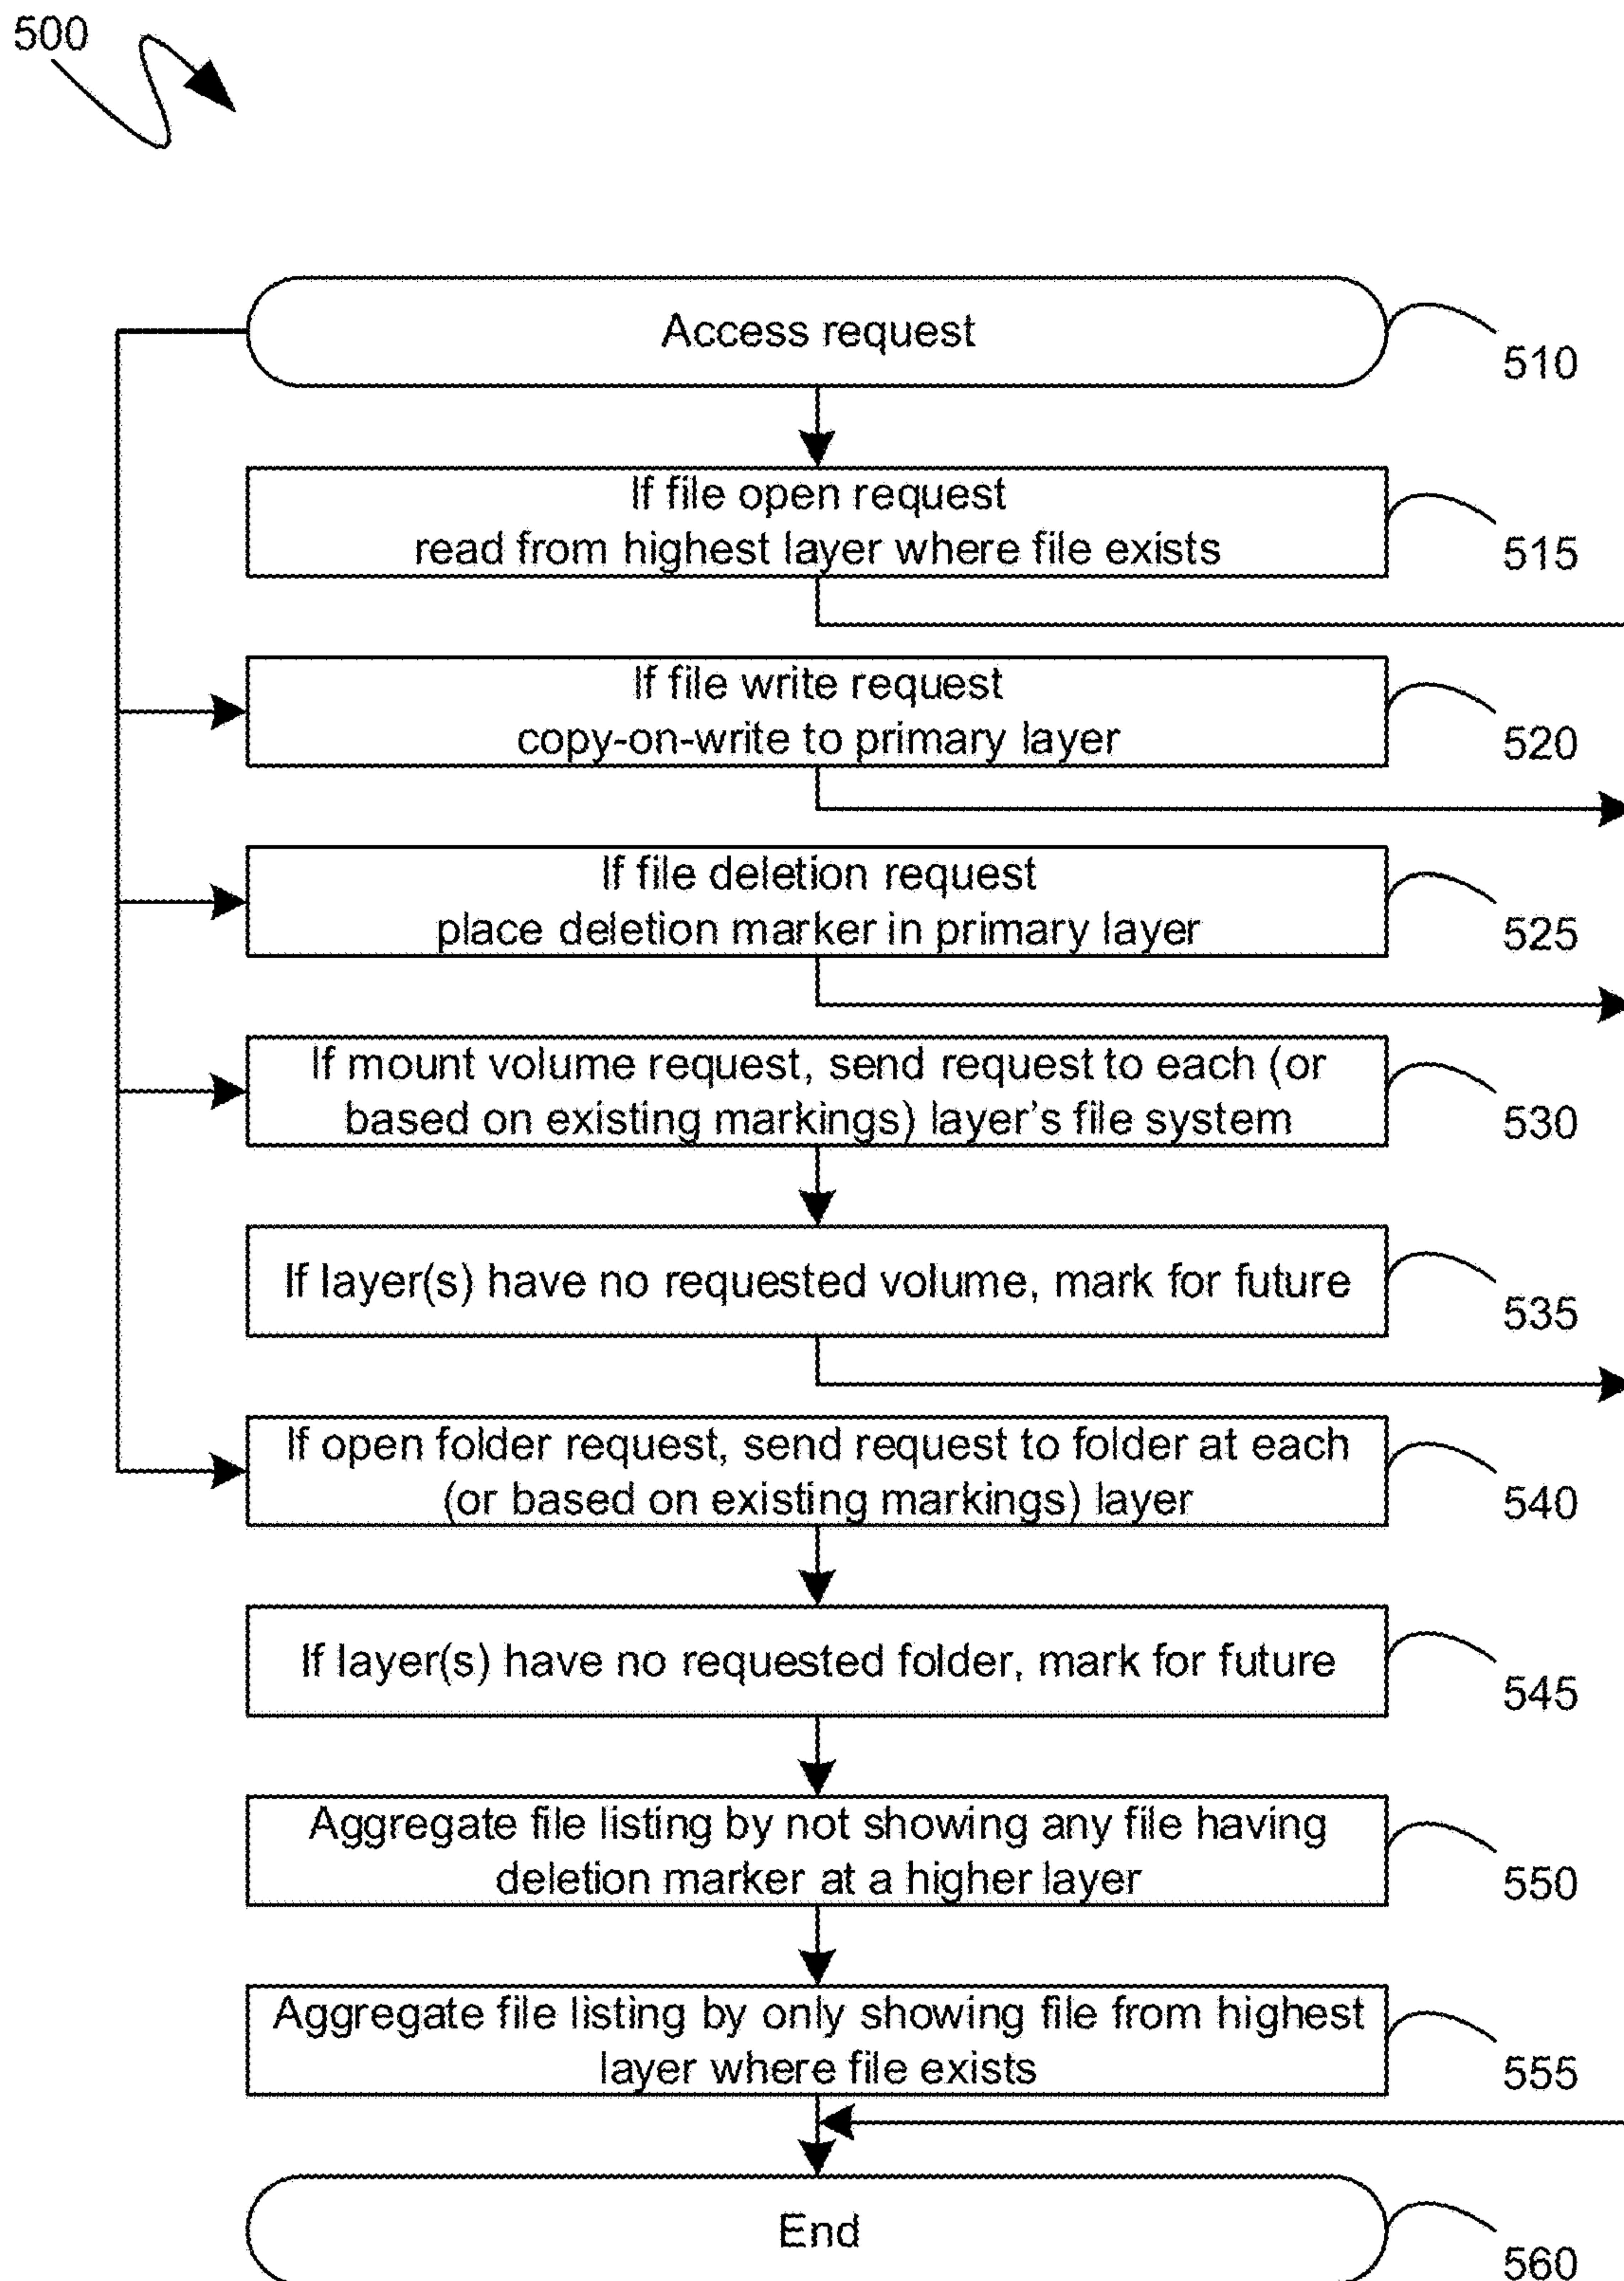 500
Access request
510
If file open request
read from highest layer where file exists
515
If file write request
copy-on-write to primary layer
520
If file deletion request
place deletion marker in primary layer
525
If mount volume request, send request to each (or
based on existing markings) layer's file system
530
If layer(s) have no requested volume, mark for future
535
If open folder request, send request to folder at each
(or based on existing markings) layer
540
If layer(s) have no requested folder, mark for future
545
Aggregate file listing by not showing any file having
deletion marker at a higher layer
550
Aggregate file listing by only showing file from highest
layer where file exists
555
End
560